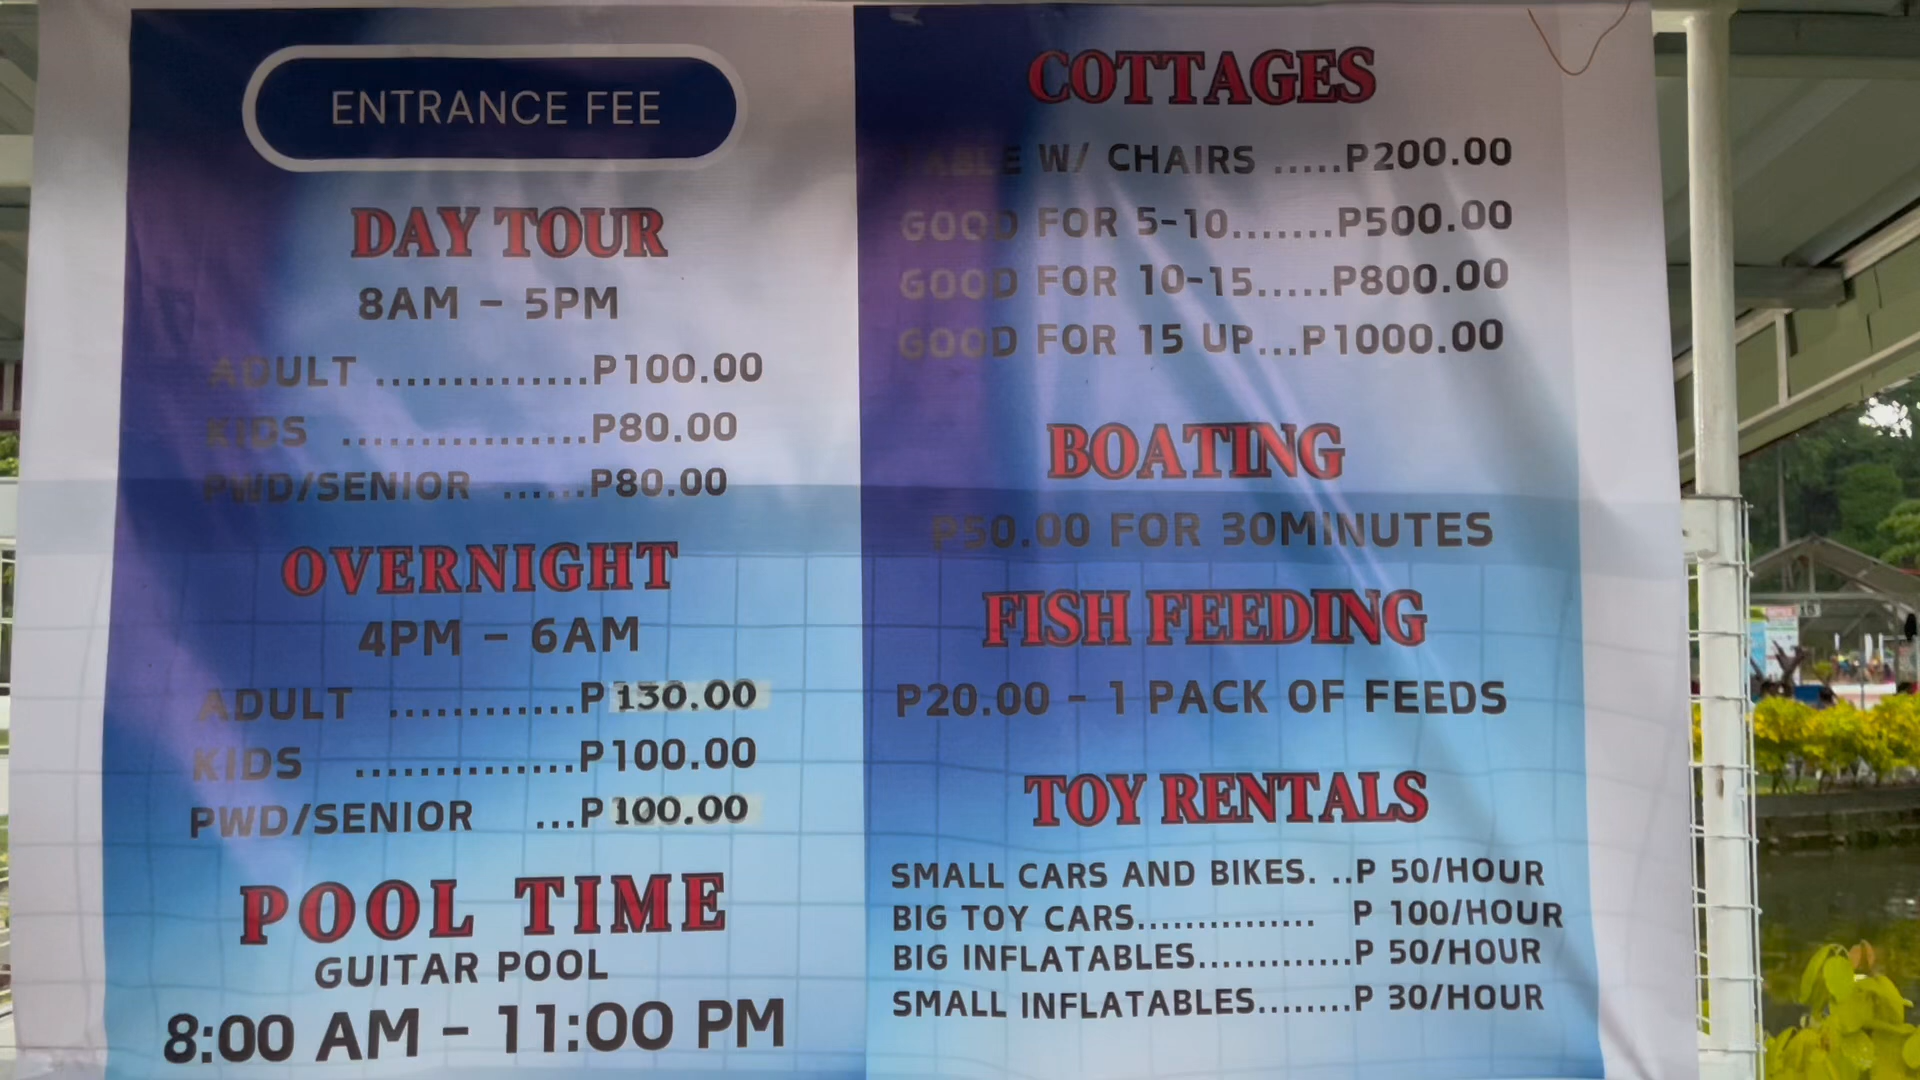 ENTRANCE FEE
DAY TOUR
8AM – 5PM
ADULT ..............P100.00
KIDS ................P80.00
PWD/SENIOR ......P80.00
OVERNIGHT
4PM – 6AM
ADULT ............P 130.00
KIDS ..............P100.00
PWD/SENIOR ...P 100.00
POOL TIME
GUITAR POOL
8:00 AM – 11:00 PM
COTTAGES
TABLE W/ CHAIRS .....P200.00
GOOD FOR 5-10.......P500.00
GOOD FOR 10-15.....P800.00
GOOD FOR 15 UP...P1000.00
BOATING
P50.00 FOR 30MINUTES
FISH FEEDING
P20.00 - 1 PACK OF FEEDS
TOY RENTALS
SMALL CARS AND BIKES. ..P 50/HOUR
BIG TOY CARS............... P 100/HOUR
BIG INFLATABLES.............P 50/HOUR
SMALL INFLATABLES........P 30/HOUR